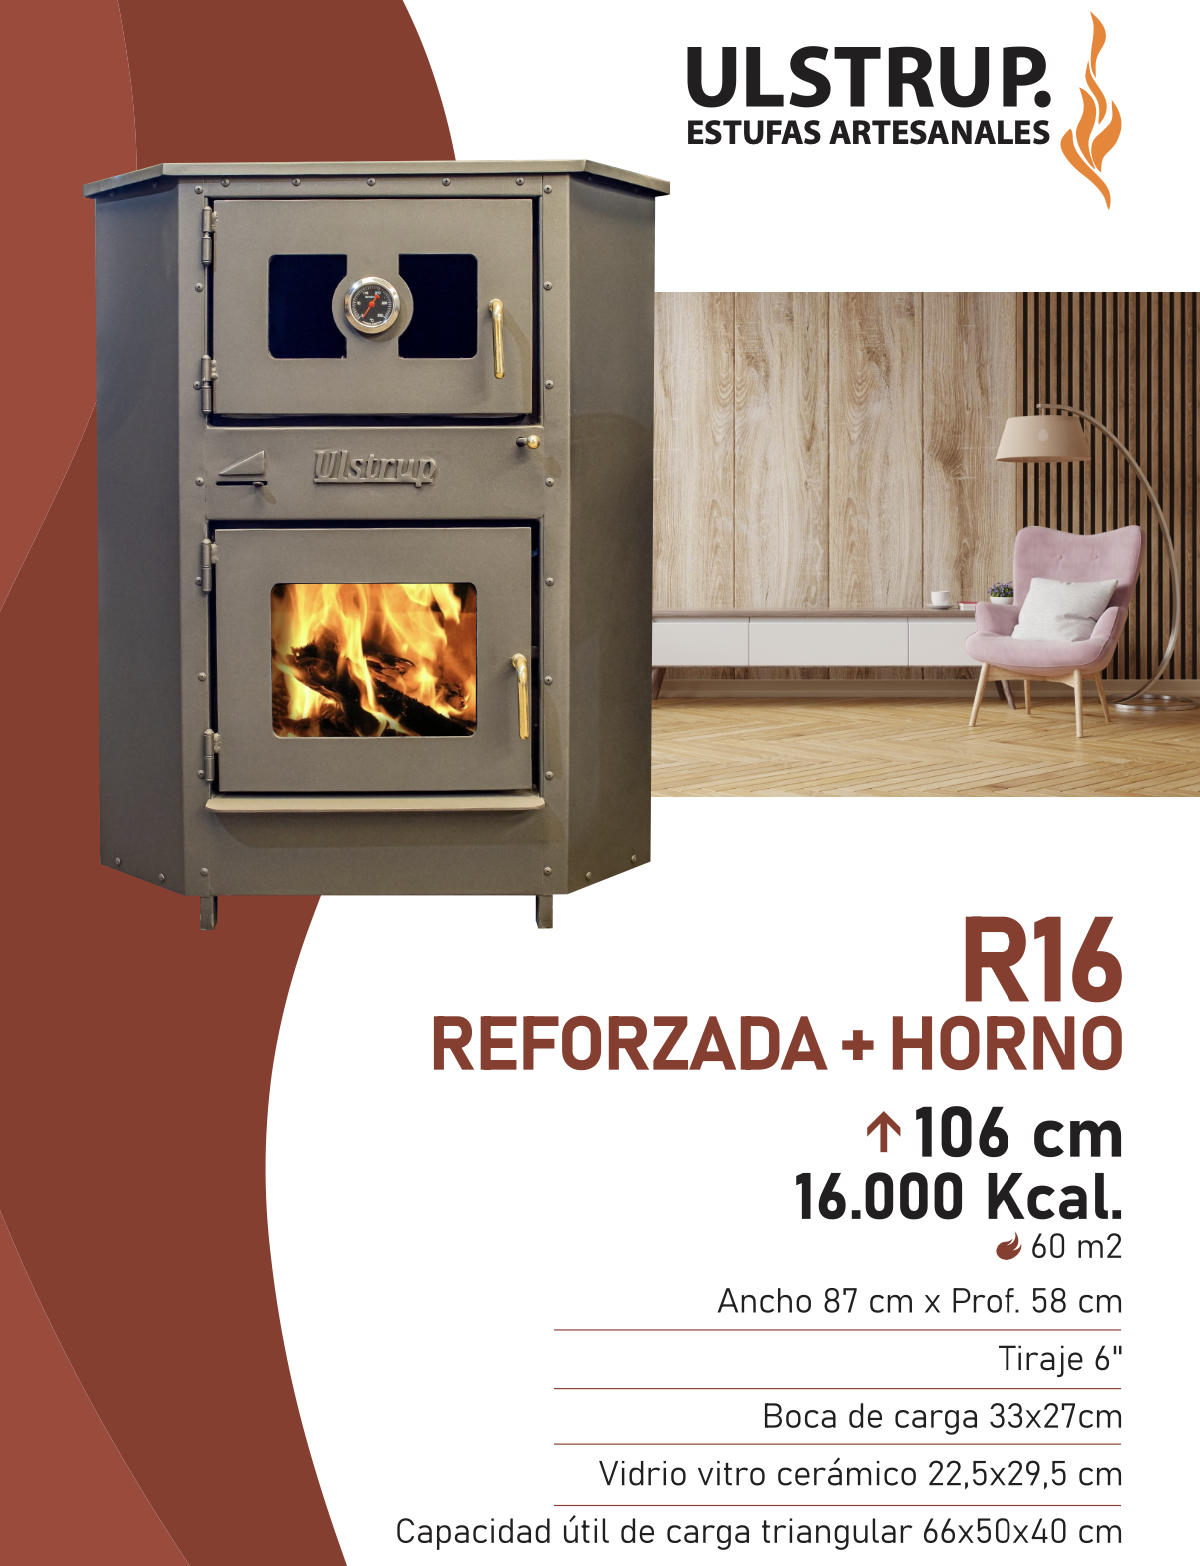 ULSTRUP.
ESTUFAS ARTESANALES
Ulstrup
R16
REFORZADA + HORNO
106 cm
16.000 Kcal.
60 m2
Ancho 87 cm x Prof. 58 cm
Tiraje 6"
Boca de carga 33x27cm
Vidrio vitro cerámico 22,5x29,5 cm
Capacidad útil de carga triangular 66x50x40 cm